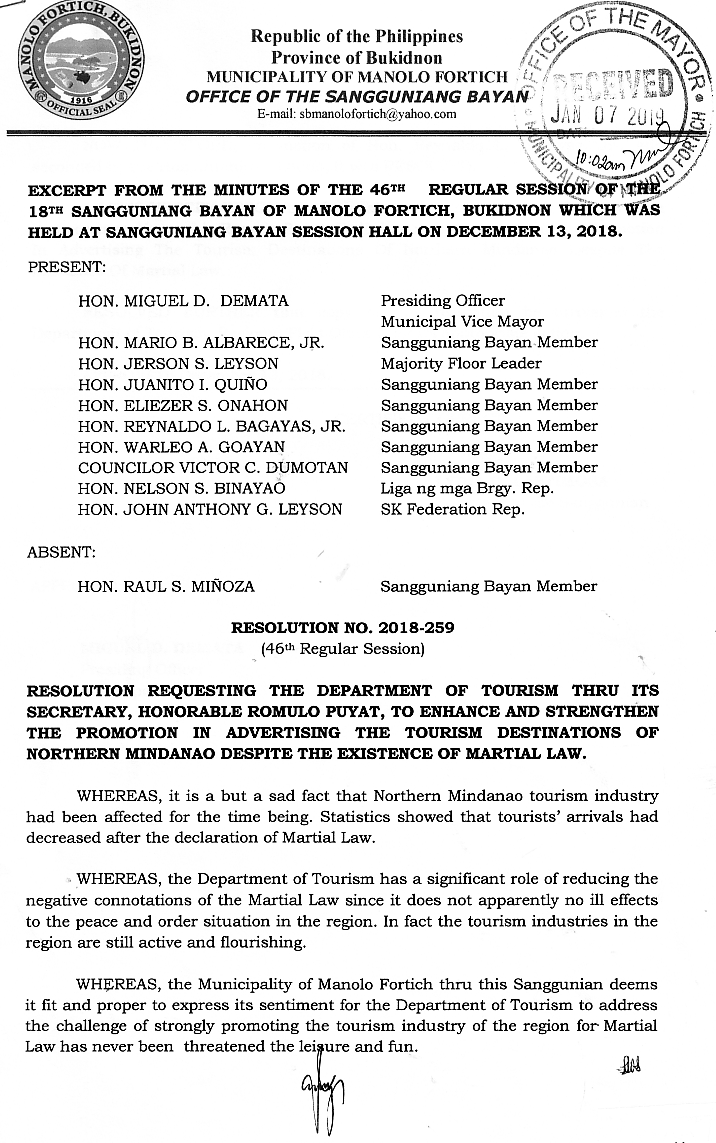 MANOLO FORTICH, BUKIDNON
1916
OFFICIAL SEAL
Republic of the Philippines
Province of Bukidnon
MUNICIPALITY OF MANOLO FORTICH
OFFICE OF THE SANGGUNIANG BAYAN
E-mail: sbmanolofortich@yahoo.com
OFFICE OF THE MAYOR
RECEIVED
JAN 07 2019
DATE
10:02am
MUNICIPALITY OF MANOLO FORTICH
EXCERPT FROM THE MINUTES OF THE 46TH REGULAR SESSION OF THE
18TH SANGGUNIANG BAYAN OF MANOLO FORTICH, BUKIDNON WHICH WAS
HELD AT SANGGUNIANG BAYAN SESSION HALL ON DECEMBER 13, 2018.
PRESENT:
HON. MIGUEL D. DEMATA Presiding Officer
Municipal Vice Mayor
HON. MARIO B. ALBARECE, JR. Sangguniang Bayan Member
HON. JERSON S. LEYSON Majority Floor Leader
HON. JUANITO I. QUIÑO Sangguniang Bayan Member
HON. ELIEZER S. ONAHON Sangguniang Bayan Member
HON. REYNALDO L. BAGAYAS, JR. Sangguniang Bayan Member
HON. WARLEO A. GOAYAN Sangguniang Bayan Member
COUNCILOR VICTOR C. DUMOTAN Sangguniang Bayan Member
HON. NELSON S. BINAYAO Liga ng mga Brgy. Rep.
HON. JOHN ANTHONY G. LEYSON SK Federation Rep.
ABSENT:
HON. RAUL S. MIÑOZA Sangguniang Bayan Member
RESOLUTION NO. 2018-259
(46th Regular Session)
RESOLUTION REQUESTING THE DEPARTMENT OF TOURISM THRU ITS
SECRETARY, HONORABLE ROMULO PUYAT, TO ENHANCE AND STRENGTHEN
THE PROMOTION IN ADVERTISING THE TOURISM DESTINATIONS OF
NORTHERN MINDANAO DESPITE THE EXISTENCE OF MARTIAL LAW.
WHEREAS, it is a but a sad fact that Northern Mindanao tourism industry
had been affected for the time being. Statistics showed that tourists' arrivals had
decreased after the declaration of Martial Law.
WHEREAS, the Department of Tourism has a significant role of reducing the
negative connotations of the Martial Law since it does not apparently no ill effects
to the peace and order situation in the region. In fact the tourism industries in the
region are still active and flourishing.
WHEREAS, the Municipality of Manolo Fortich thru this Sanggunian deems
it fit and proper to express its sentiment for the Department of Tourism to address
the challenge of strongly promoting the tourism industry of the region for Martial
Law has never been threatened the leisure and fun.